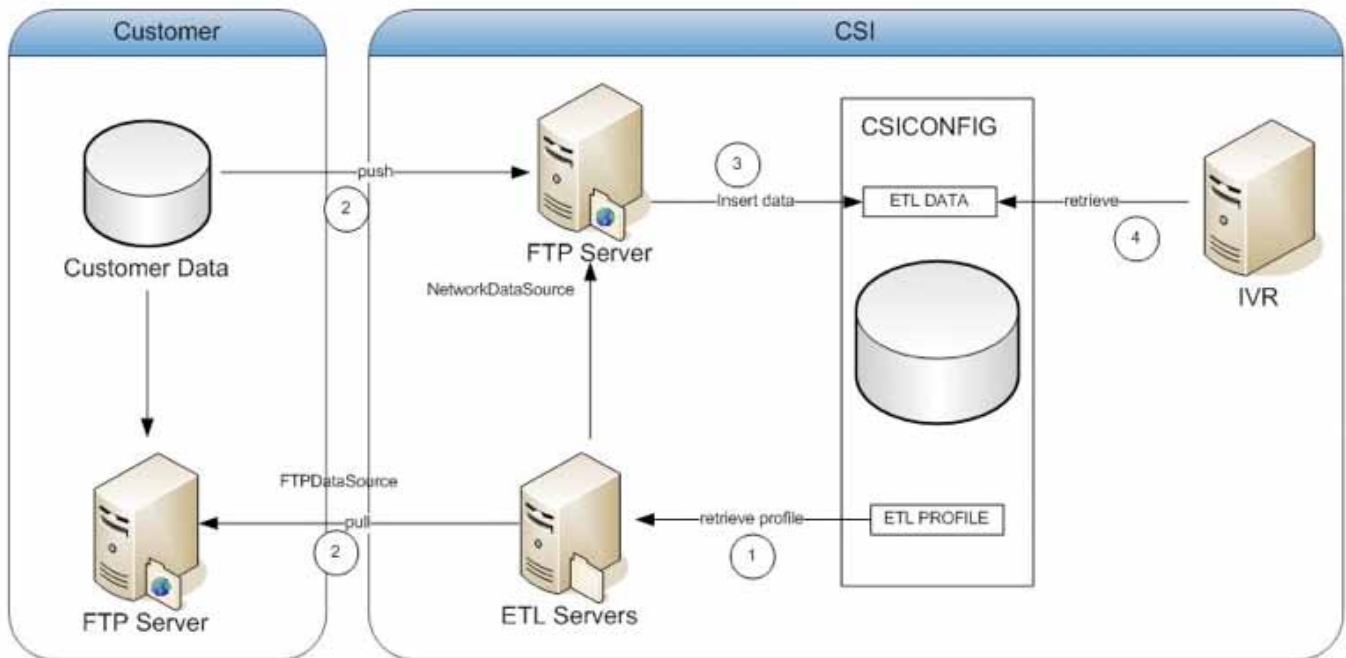 Customer
CSI
CSICONFIG
push
2
3
Insert data
ETL DATA
retrieve
4
Customer Data
FTP Server
NetworkDataSource
IVR
FTPDataSource
pull
2
retrieve profile
1
ETL PROFILE
FTP Server
ETL Servers